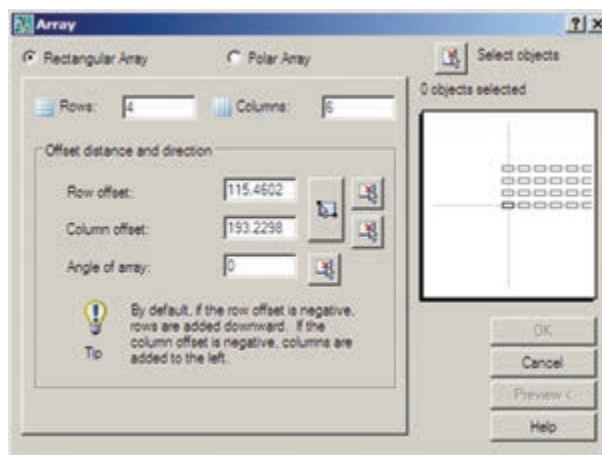 Array
Rectangular Array
Polar Array
Select objects
0 objects selected
Rows: 4
Columns: 6
Offset distance and direction
Row offset: 115.4602
Column offset: 193.2298
Angle of array: 0
Tip
By default, if the row offset is negative,
rows are added downward. If the
column offset is negative, columns are
added to the left.
OK
Cancel
Preview <
Help